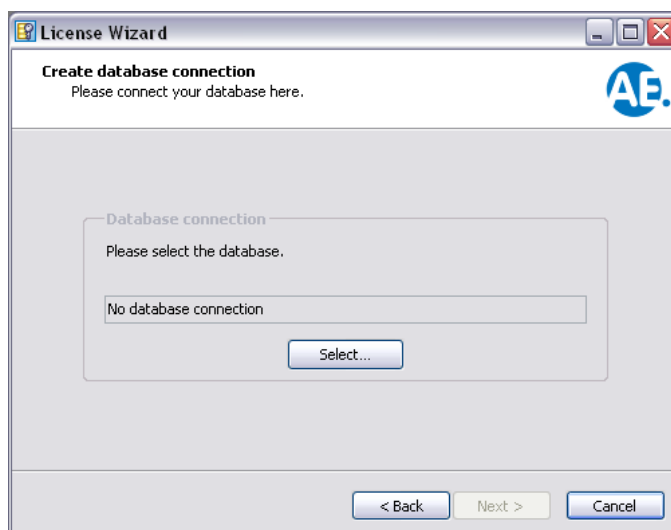 License Wizard
Create database connection
Please connect your database here.
AE.
Database connection
Please select the database.
No database connection
Select...
< Back
Next >
Cancel